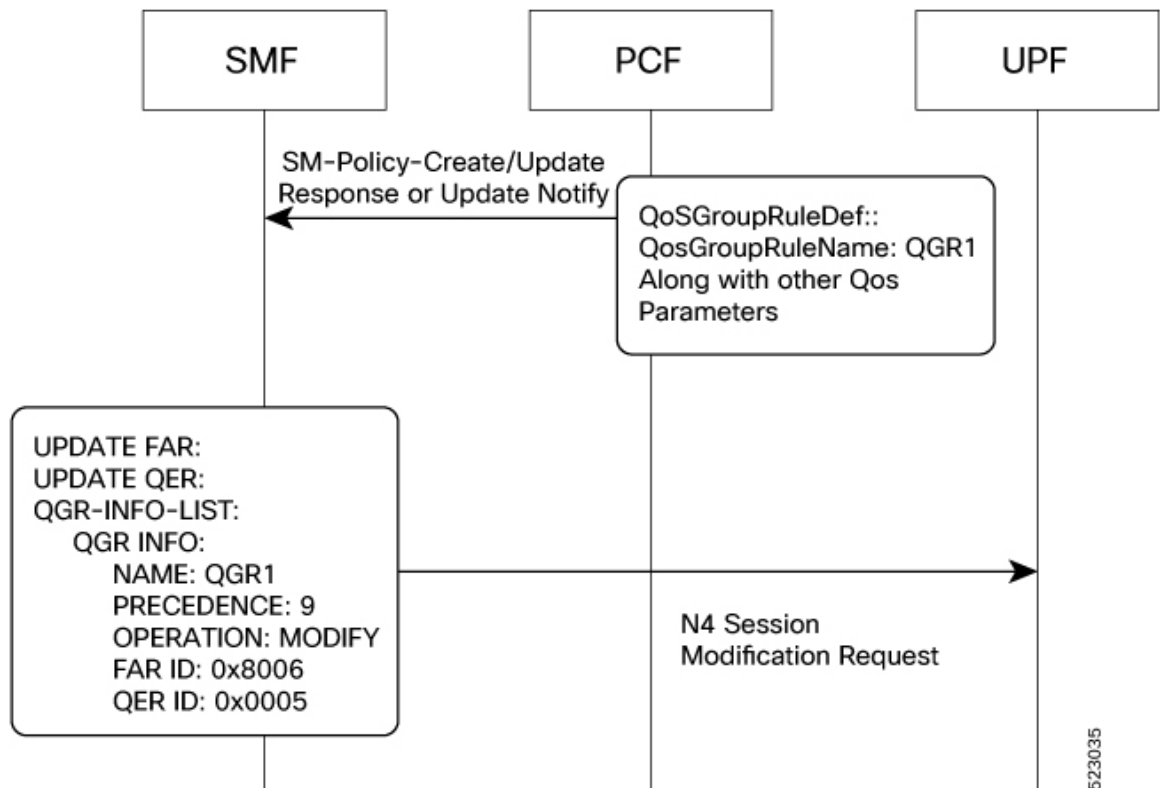 SMF
PCF
UPF
SM-Policy-Create/Update
Response or Update Notify
QoSGroupRuleDef::
QosGroupRuleName: QGR1
Along with other Qos
Parameters
UPDATE FAR:
UPDATE QER:
QGR-INFO-LIST:
QGR INFO:
NAME: QGR1
PRECEDENCE: 9
OPERATION: MODIFY
FAR ID: 0x8006
QER ID: 0x0005
N4 Session
Modification Request
523035